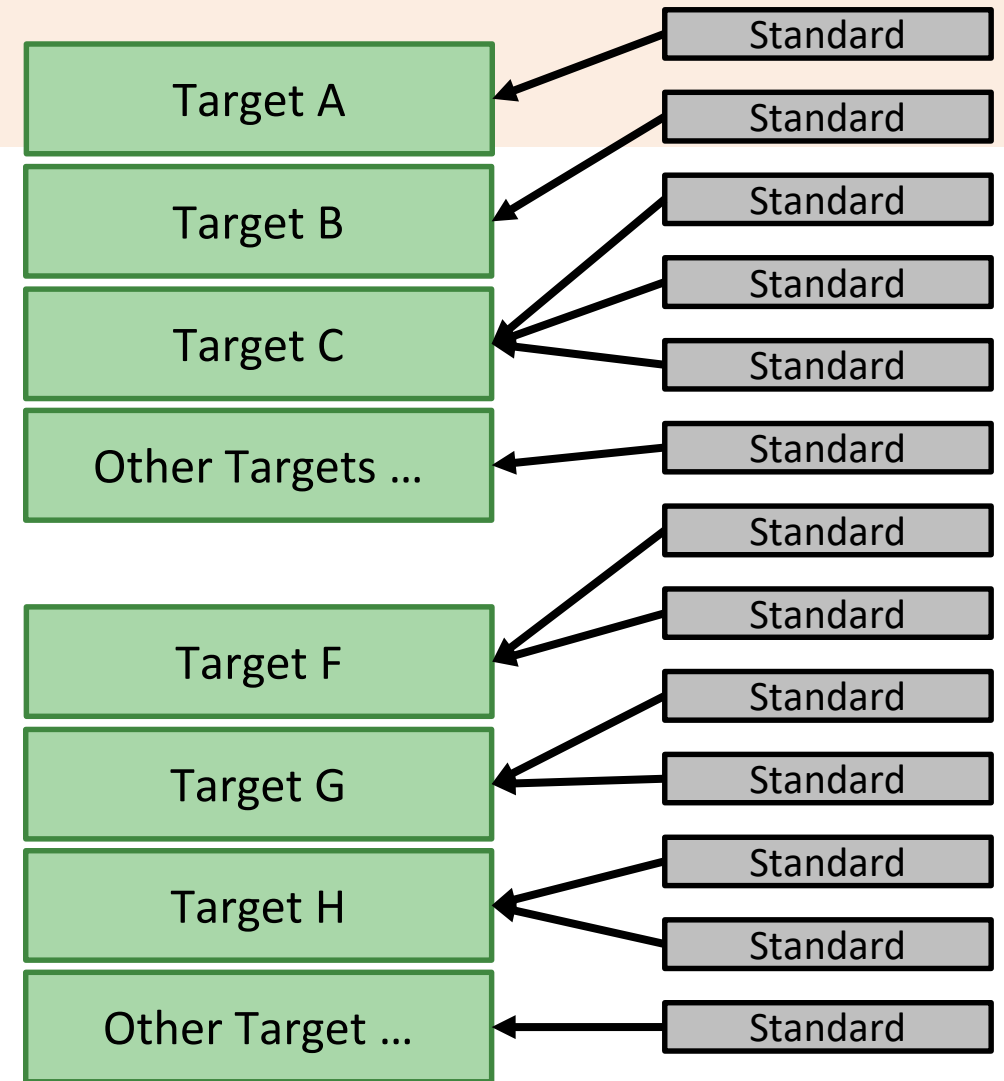 Standard
Target A
Standard
Target B
Standard
Standard
Target C
Standard
Standard
Other Targets ...
Standard
Standard
Target F
Standard
Target G
Standard
Standard
Target H
Standard
Standard
Other Target ...